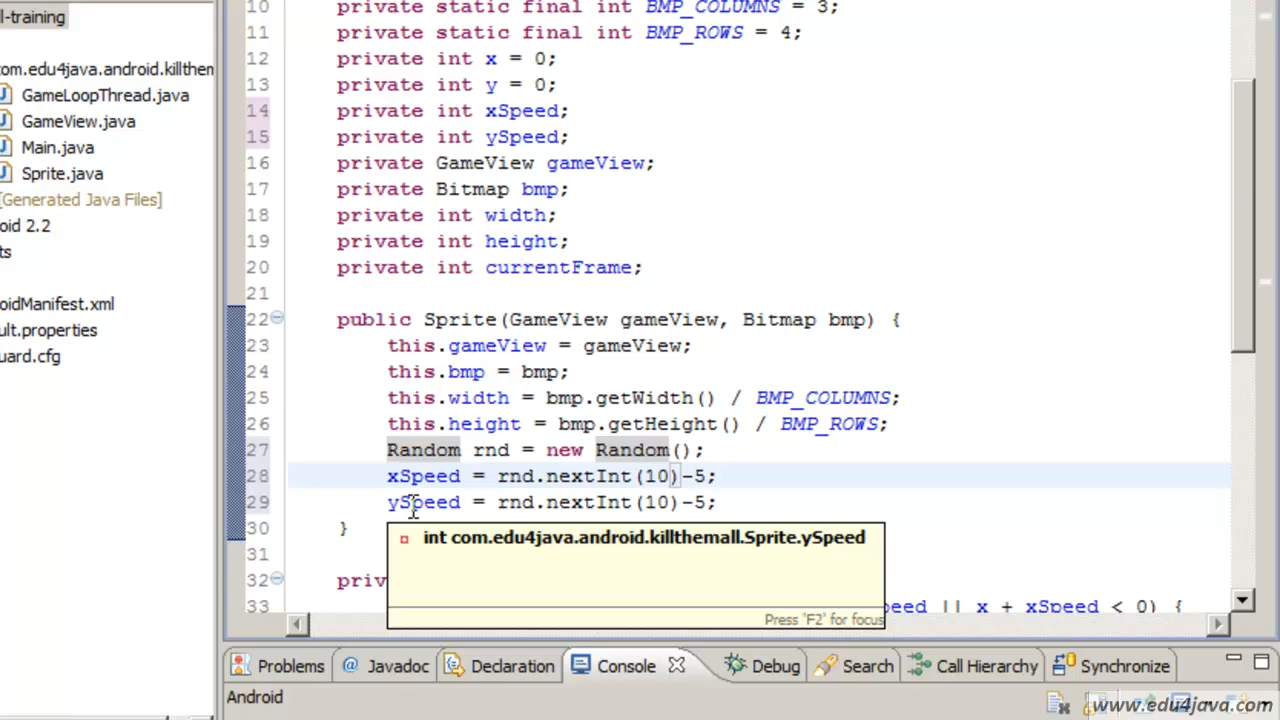 l-training
com.edu4java.android.killthem
GameLoopThread.java
GameView.java
Main.java
Sprite.java
[Generated Java Files]
oid 2.2
ts
oidManifest.xml
ult.properties
uard.cfg
10 private static final int BMP_COLUMNS = 3;
11 private static final int BMP_ROWS = 4;
12 private int x = 0;
13 private int y = 0;
14 private int xSpeed;
15 private int ySpeed;
16 private GameView gameView;
17 private Bitmap bmp;
18 private int width;
19 private int height;
20 private int currentFrame;
21
22 public Sprite(GameView gameView, Bitmap bmp) {
23 this.gameView = gameView;
24 this.bmp = bmp;
25 this.width = bmp.getWidth() / BMP_COLUMNS;
26 this.height = bmp.getHeight() / BMP_ROWS;
27 Random rnd = new Random();
28 xSpeed = rnd.nextInt(10)-5;
29 ySpeed = rnd.nextInt(10)-5;
30 }
int com.edu4java.android.killthemall.Sprite.ySpeed
31
32 priv
33 peed || x + xSpeed < 0) {
Press 'F2' for focus
Problems @ Javadoc Declaration Console Debug Search Call Hierarchy Synchronize
Android
www.edu4java.com